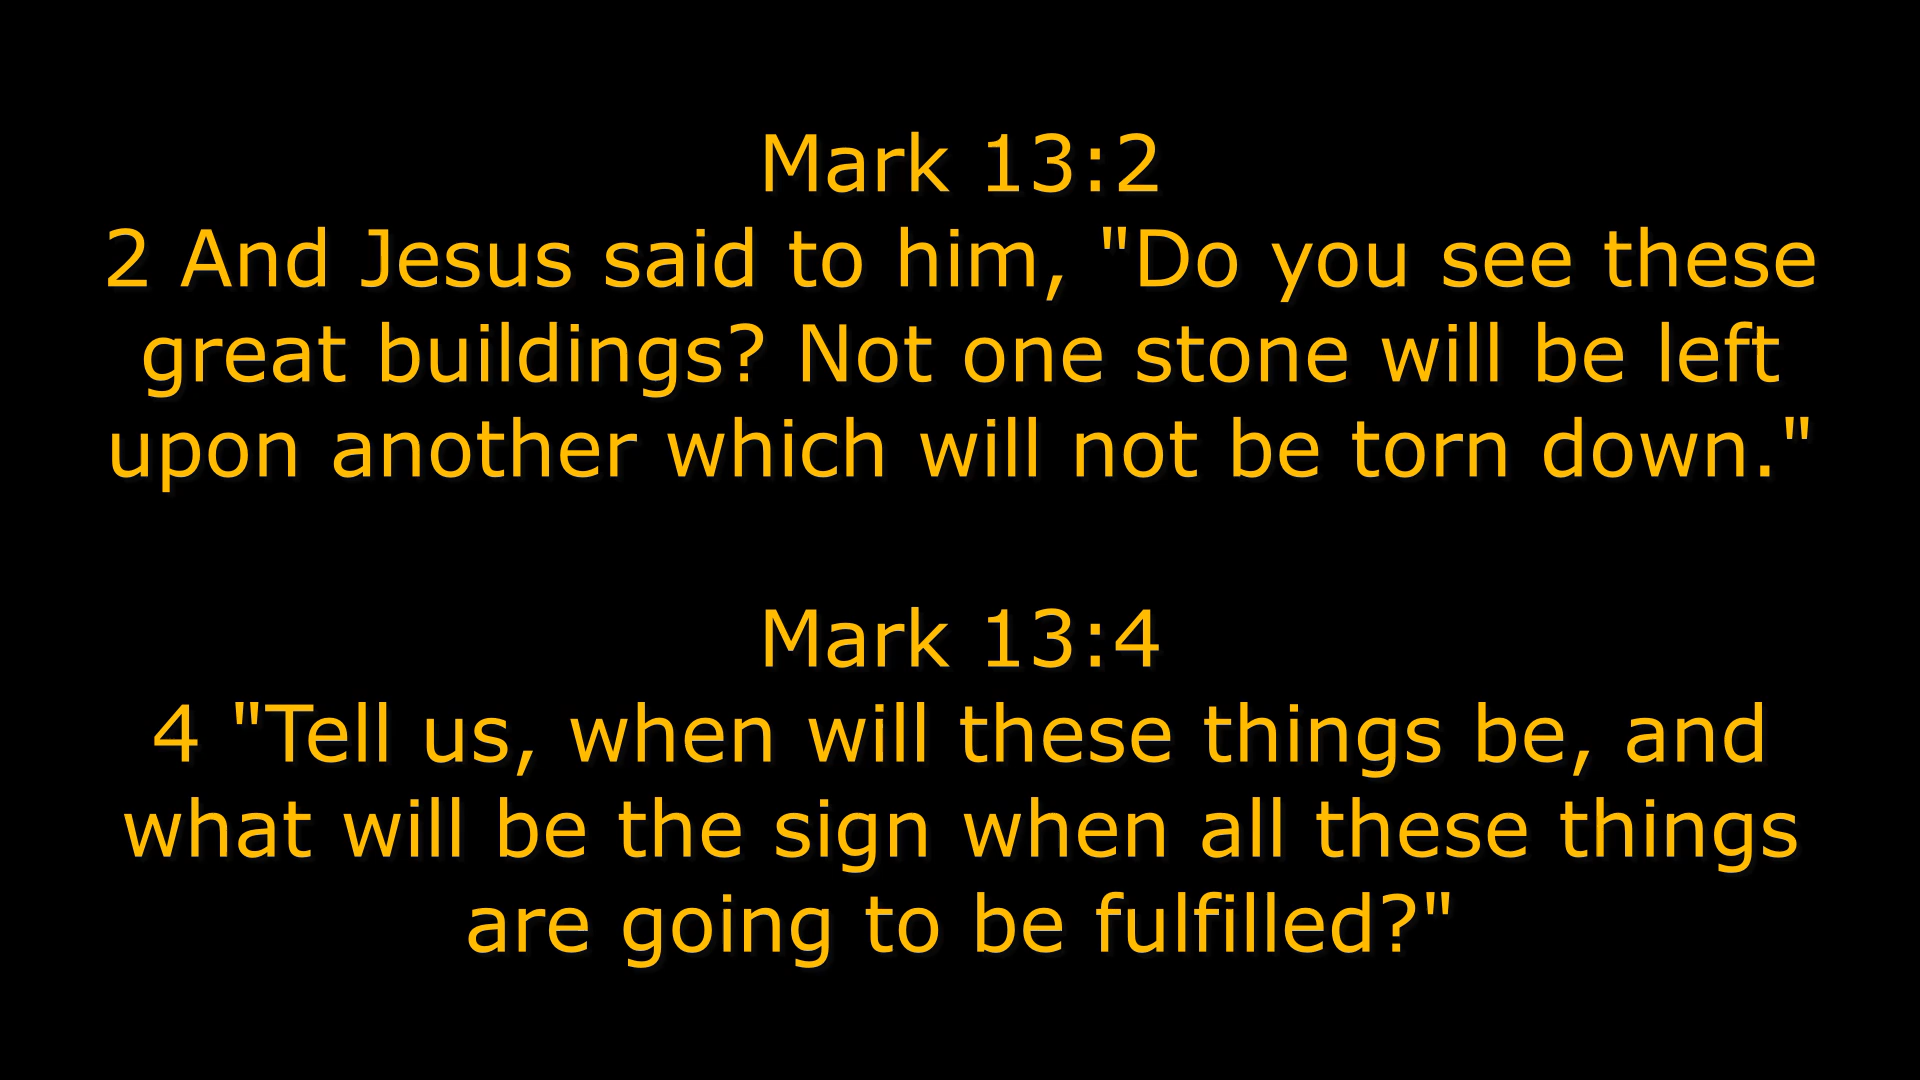 Mark 13:2
2 And Jesus said to him, "Do you see these
great buildings? Not one stone will be left
upon another which will not be torn down."
Mark 13:4
4 "Tell us, when will these things be, and
what will be the sign when all these things
are going to be fulfilled?"